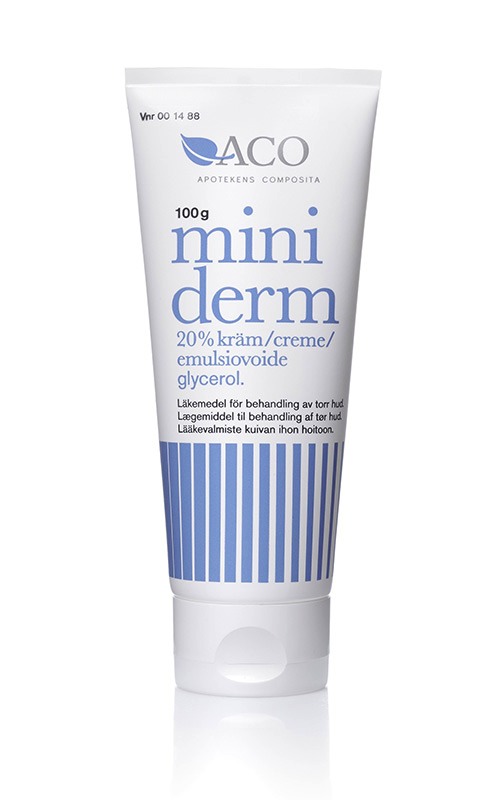 Vnr 00 14 88
ACO
APOTEKENS COMPOSITA
100g
mini
derm
20% kräm/creme/
emulsiovoide
glycerol.
Läkemedel för behandling av torr hud.
Lægemiddel til behandling af tør hud.
Lääkevalmiste kuivan ihon hoitoon.